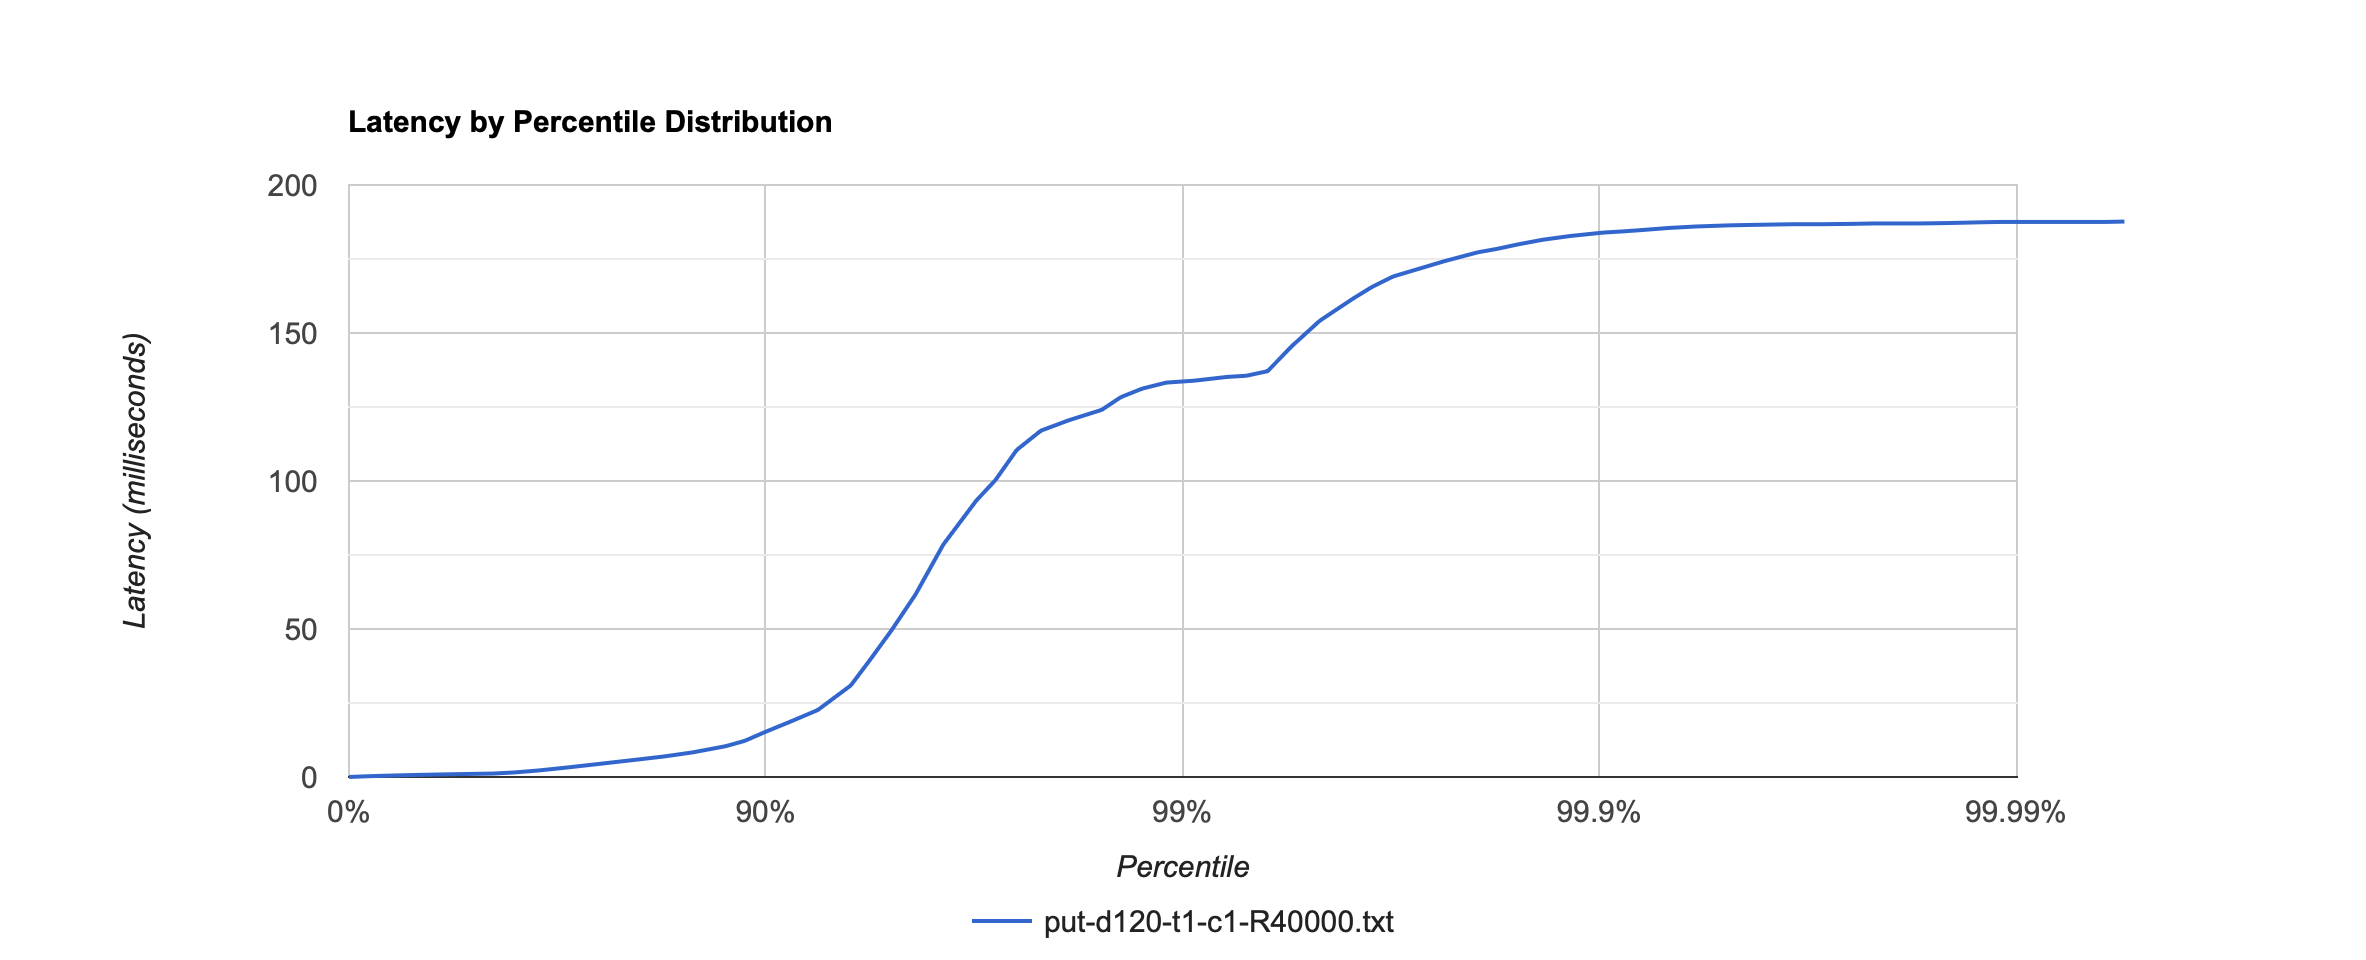 Latency by Percentile Distribution
200
150
100
50
0
Latency (milliseconds)
0% 90% 99% 99.9% 99.99%
Percentile
put-d120-t1-c1-R40000.txt